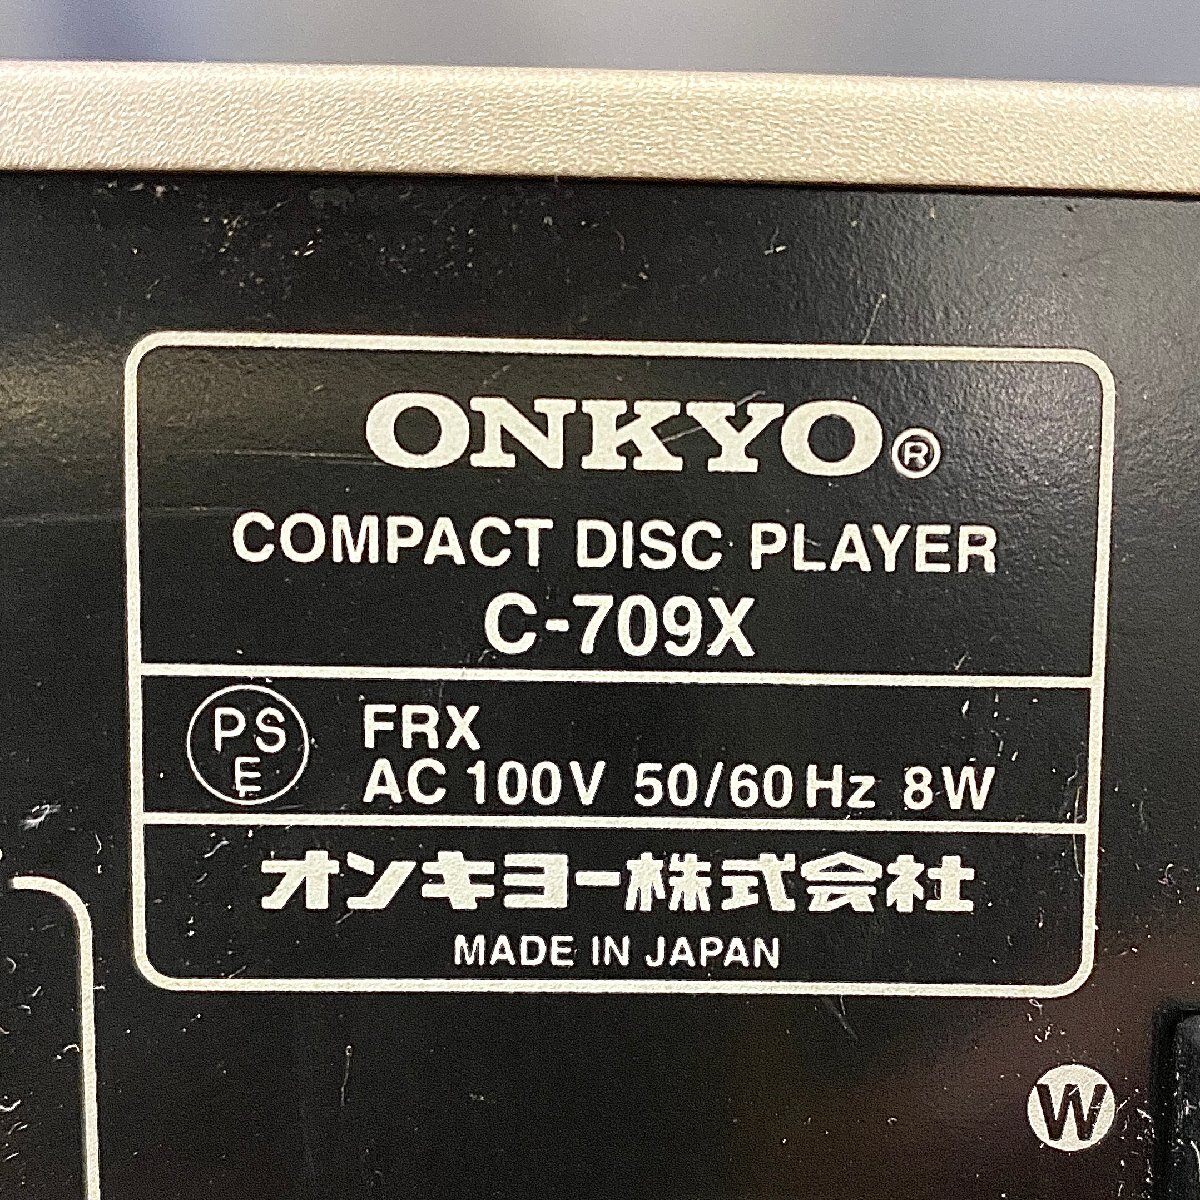 ONKYO®
COMPACT DISC PLAYER
C-709X
PS
E
FRX
AC 100V 50/60Hz 8W
オンキヨー株式会社
MADE IN JAPAN
W